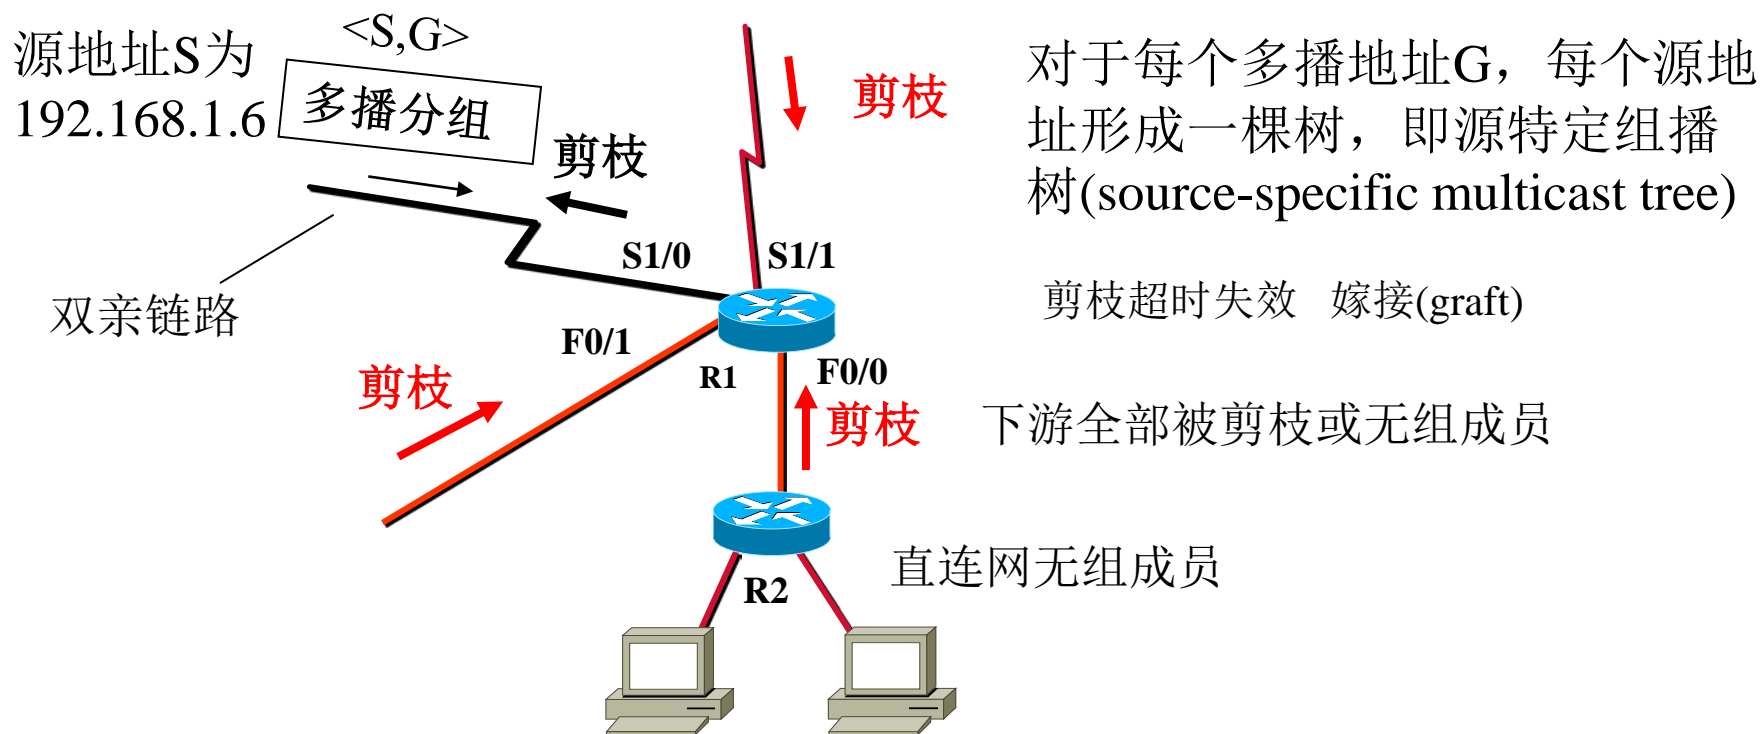 源地址S为
192.168.1.6
<S,G>
多播分组
剪枝
剪枝
对于每个多播地址G，每个源地
址形成一棵树，即源特定组播
树(source-specific multicast tree)
S1/0
S1/1
双亲链路
剪枝超时失效 嫁接(graft)
F0/1
R1
F0/0
剪枝
剪枝
下游全部被剪枝或无组成员
直连网无组成员
R2